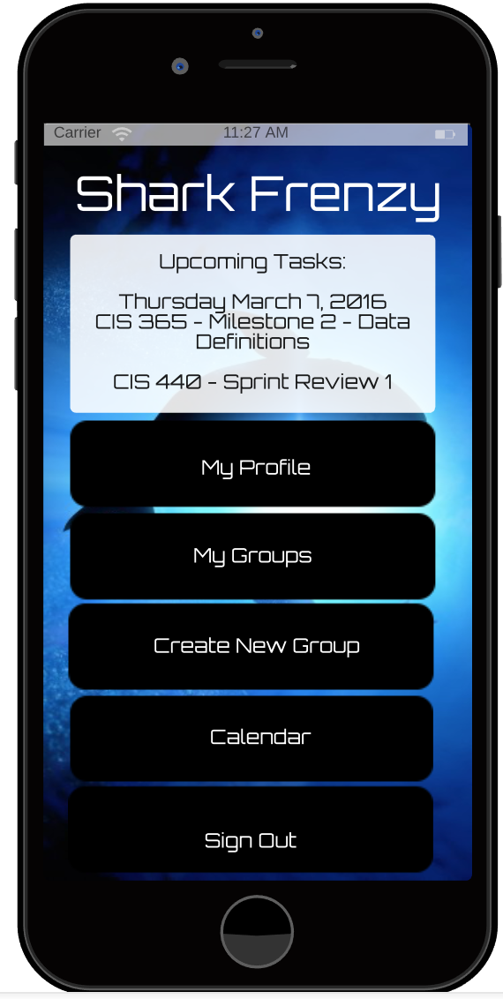 Carrier 11:27 AM
Shark Frenzy
Upcoming Tasks:
Thursday March 7, 2016
CIS 365 - Milestone 2 - Data
Definitions
CIS 440 - Sprint Review 1
My Profile
My Groups
Create New Group
Calendar
Sign Out